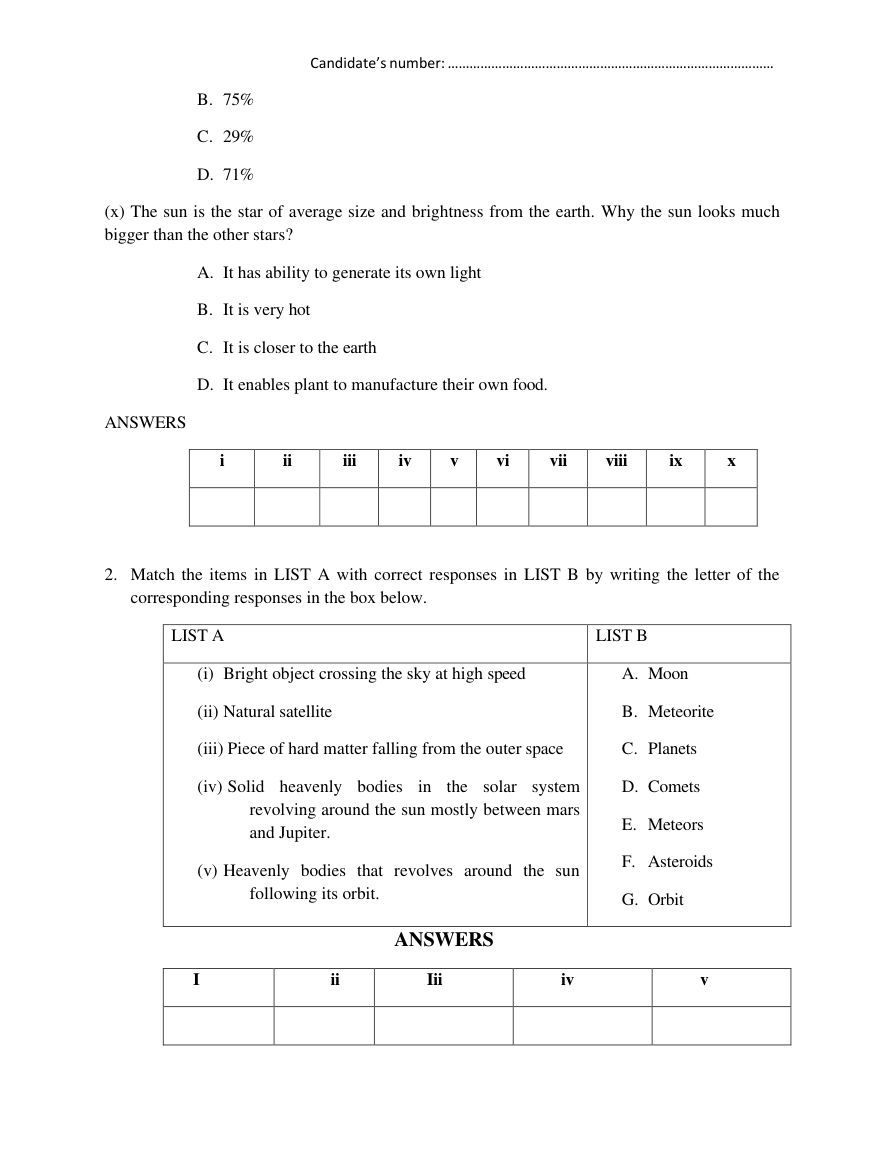 Candidate's number: ……………………………………………………………………………
B. 75%
C. 29%
D. 71%
(x) The sun is the star of average size and brightness from the earth. Why the sun looks much
bigger than the other stars?
A. It has ability to generate its own light
B. It is very hot
C. It is closer to the earth
D. It enables plant to manufacture their own food.
ANSWERS
i ii iii iv v vi vii viii ix x
2. Match the items in LIST A with correct responses in LIST B by writing the letter of the
corresponding responses in the box below.
LIST A
(i) Bright object crossing the sky at high speed
(ii) Natural satellite
(iii) Piece of hard matter falling from the outer space
(iv) Solid heavenly bodies in the solar system
revolving around the sun mostly between mars
and Jupiter.
(v) Heavenly bodies that revolves around the sun
following its orbit.
LIST B
A. Moon
B. Meteorite
C. Planets
D. Comets
E. Meteors
F. Asteroids
G. Orbit
ANSWERS
I ii Iii iv v